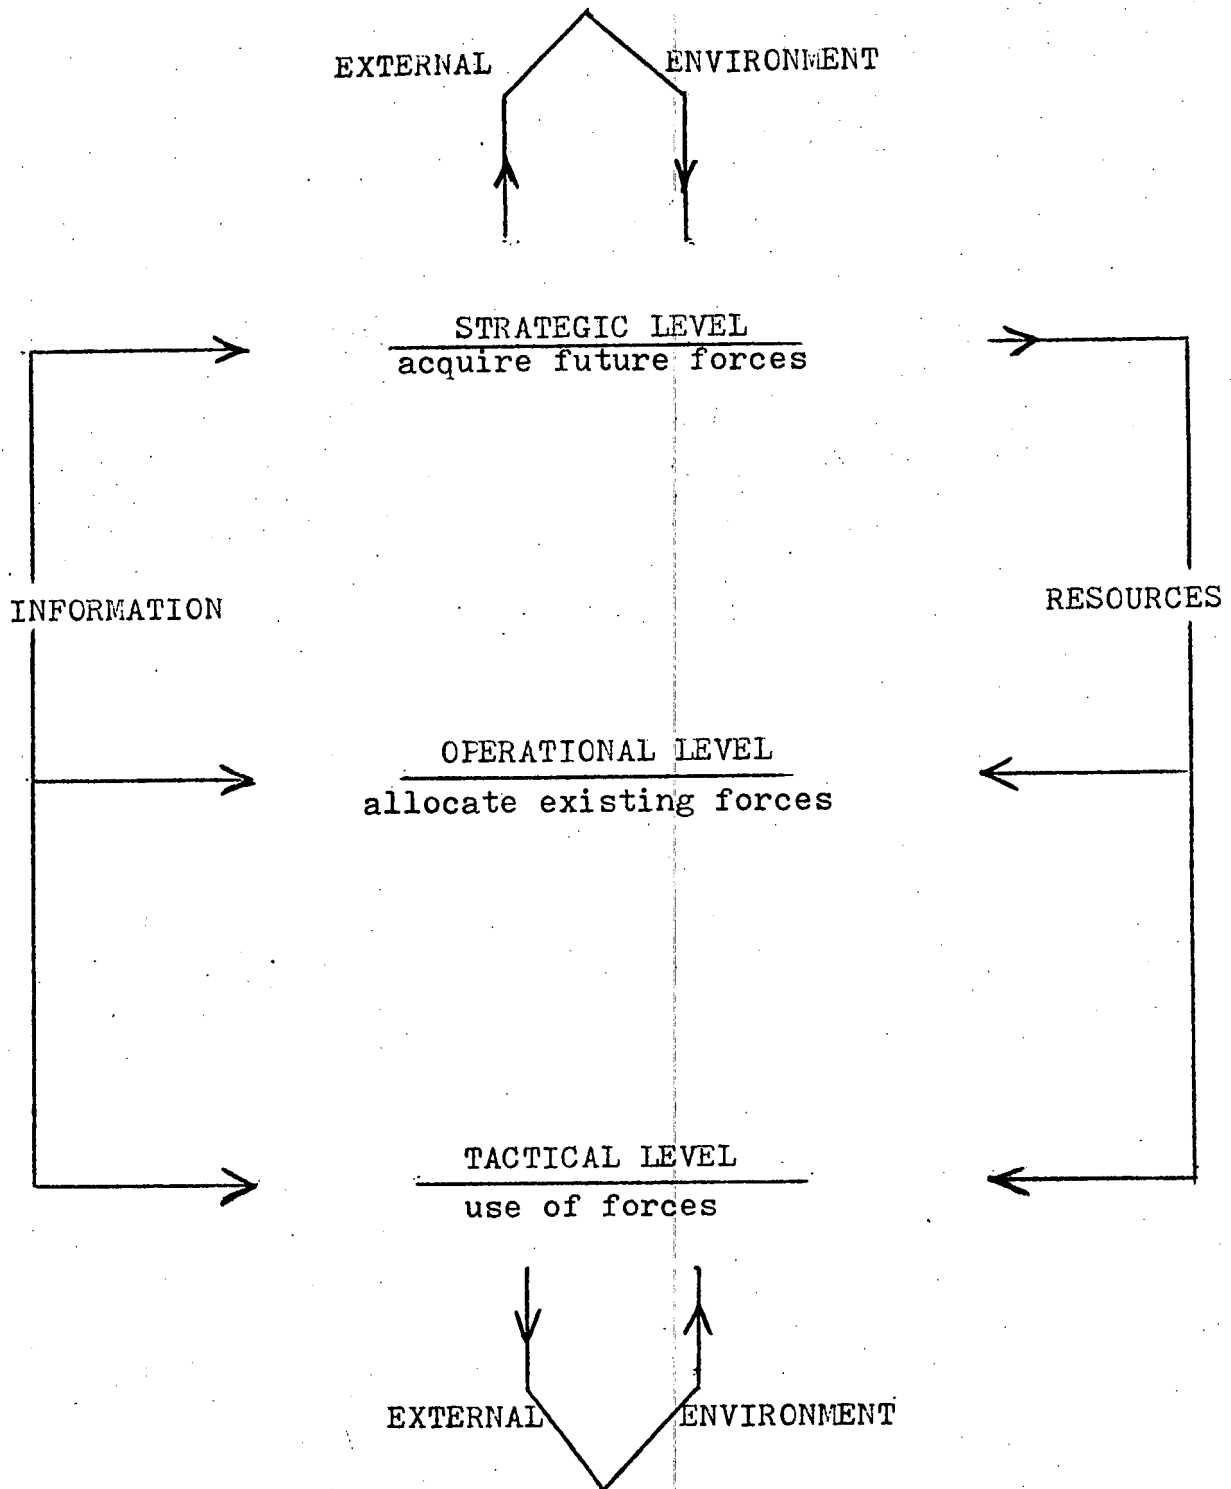 EXTERNAL ENVIRONMENT
STRATEGIC LEVEL
acquire future forces
INFORMATION
RESOURCES
OPERATIONAL LEVEL
allocate existing forces
TACTICAL LEVEL
use of forces
EXTERNAL ENVIRONMENT